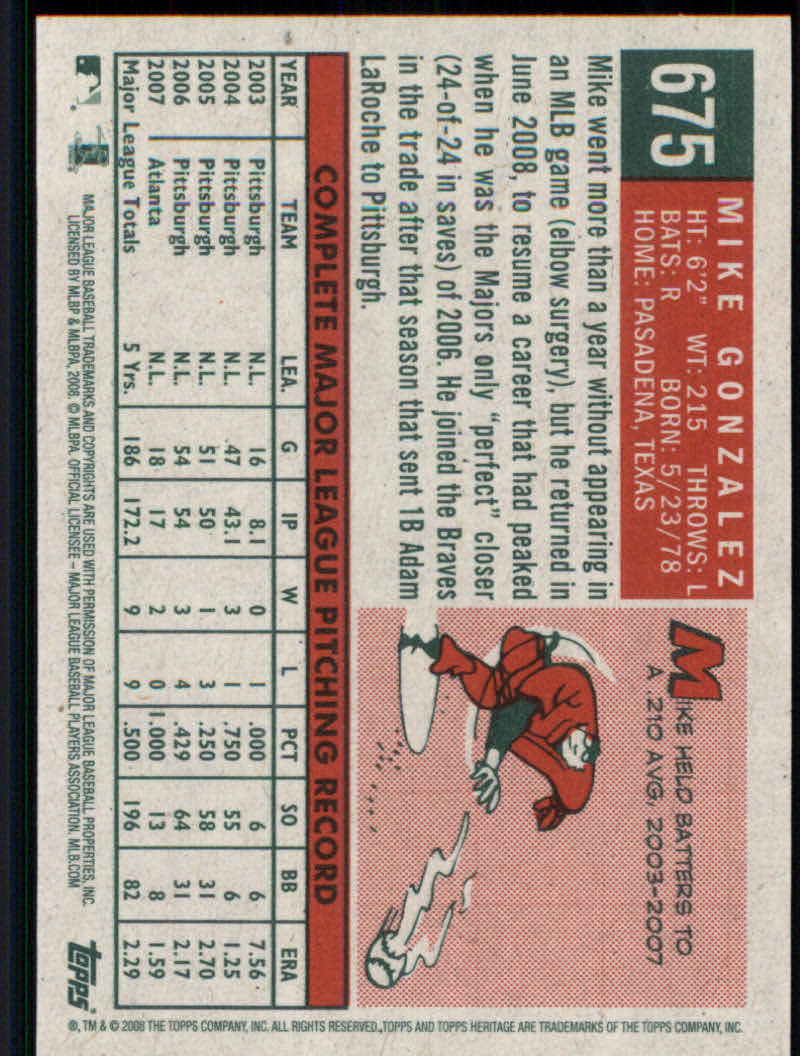 675
MIKE GONZALEZ
HT: 6'2" WT: 215 THROWS: L
BATS: R BORN: 5/23/78
HOME: PASADENA, TEXAS
Mike went more than a year without appearing in
an MLB game (elbow surgery), but he returned in
June 2008, to resume a career that had peaked
when he was the Majors only "perfect" closer
(24-of-24 in saves) of 2006. He joined the Braves
in the trade after that season that sent 1B Adam
LaRoche to Pittsburgh.
MIKE HELD BATTERS TO
A .210 AVG, 2003-2007
COMPLETE MAJOR LEAGUE PITCHING RECORD
YEAR TEAM LEA. G IP W L PCT SO BB ERA
2003 Pittsburgh N.L. 16 8.1 0 1 .000 6 6 7.56
2004 Pittsburgh N.L. 47 43.1 3 1 .750 55 6 1.25
2005 Pittsburgh N.L. 51 50 1 3 .250 58 31 2.70
2006 Pittsburgh N.L. 54 54 3 4 .429 64 31 2.17
2007 Atlanta N.L. 18 17 2 0 1.000 13 8 1.59
Major League Totals 5 Yrs. 186 172.2 9 9 .500 196 82 2.29
MAJOR LEAGUE BASEBALL TRADEMARKS AND COPYRIGHTS ARE USED WITH PERMISSION OF MAJOR LEAGUE BASEBALL PROPERTIES, INC.
LICENSED BY MLBP & MLBPA, 2008. © MLBPA. OFFICIAL LICENSEE – MAJOR LEAGUE BASEBALL PLAYERS ASSOCIATION. MLB.COM
topps
®, TM & © 2008 THE TOPPS COMPANY, INC. ALL RIGHTS RESERVED. TOPPS AND TOPPS HERITAGE ARE TRADEMARKS OF THE TOPPS COMPANY, INC.